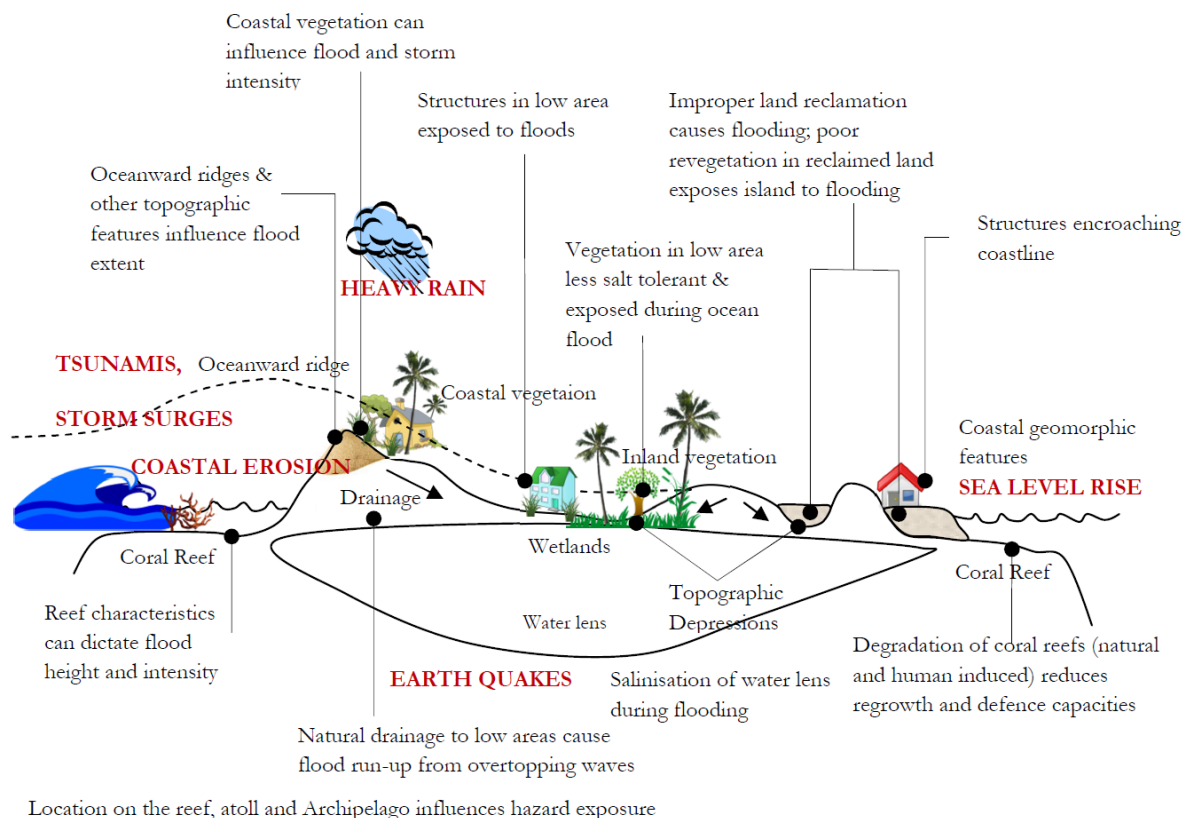 Coastal vegetation can
influence flood and storm
intensity
Structures in low area
exposed to floods
Improper land reclamation
causes flooding; poor
revegetation in reclaimed land
exposes island to flooding
Oceanward ridges &
other topographic
features influence flood
extent
Structures encroaching
coastline
Vegetation in low area
less salt tolerant &
exposed during ocean
flood
HEAVY RAIN
TSUNAMIS,
Oceanward ridge
STORM SURGES
Coastal vegetaion
COASTAL EROSION
Inland vegetation
Coastal geomorphic
features
SEA LEVEL RISE
Drainage
Coral Reef
Wetlands
Coral Reef
Topographic
Depressions
Water lens
Reef characteristics
can dictate flood
height and intensity
EARTH QUAKES
Salinisation of water lens
during flooding
Degradation of coral reefs (natural
and human induced) reduces
regrowth and defence capacities
Natural drainage to low areas cause
flood run-up from overtopping waves
Location on the reef, atoll and Archipelago influences hazard exposure